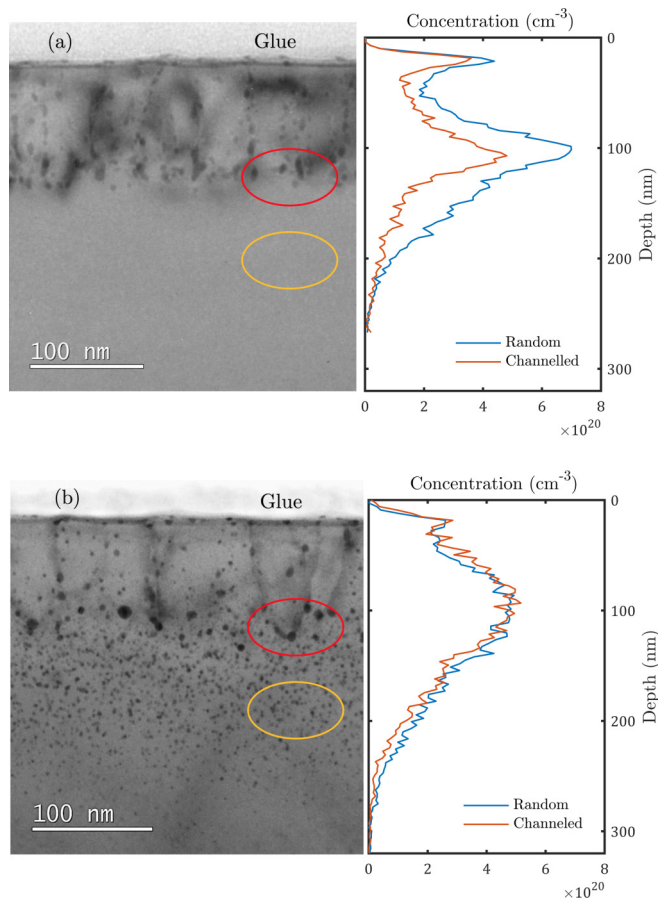 (a)
Glue
100 nm
Concentration (cm-3)
0
100
200
300
Depth (nm)
Random
Channelled
0 2 4 6 8
×10^20
(b)
Glue
100 nm
Concentration (cm-3)
0
100
200
300
Depth (nm)
Random
Channeled
0 2 4 6 8
×10^20